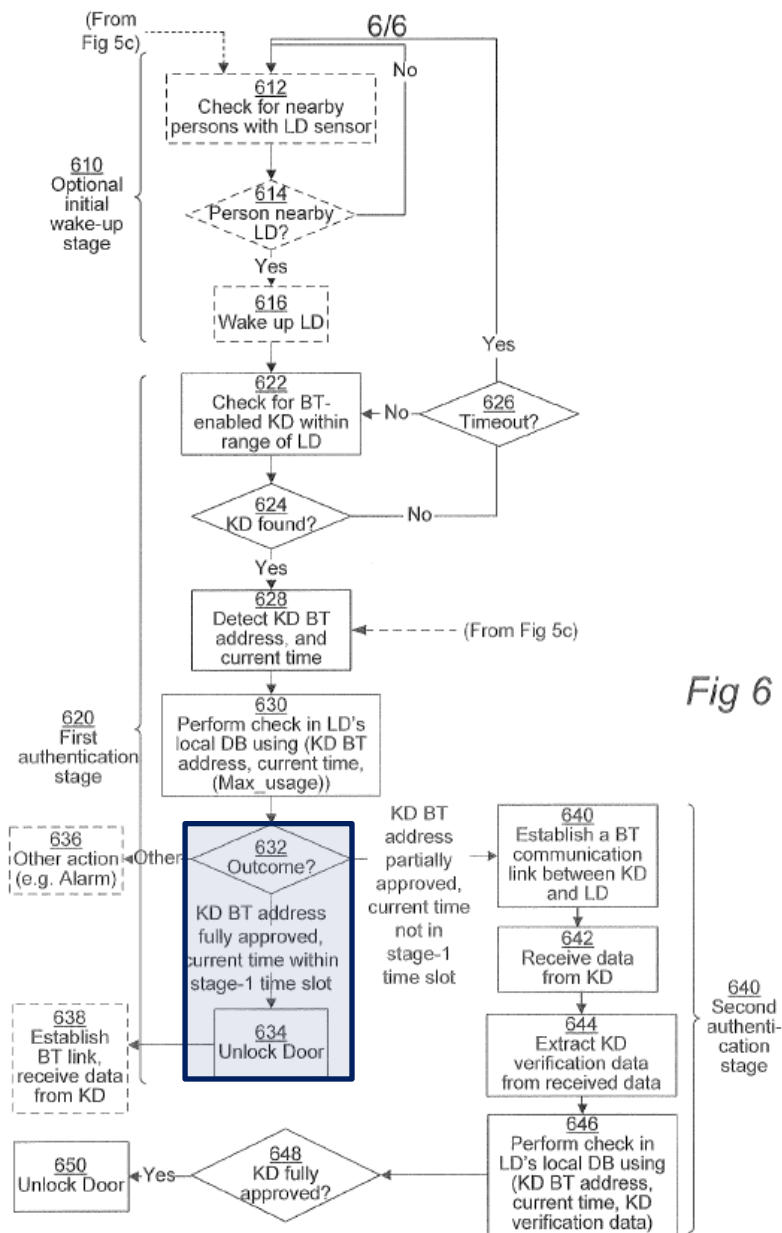 (From
Fig 5c)
6/6
No
612
Check for nearby
persons with LD sensor
610
Optional
initial
wake-up
stage
614
Person nearby
LD?
Yes
616
Wake up LD
Yes
622
Check for BT-
enabled KD within
range of LD
No
626
Timeout?
624
KD found?
No
Yes
628
Detect KD BT
address, and
current time
(From Fig 5c)
Fig 6
620
First
authentication
stage
630
Perform check in LD's
local DB using (KD BT
address, current time,
(Max_usage))
636
Other action
(e.g. Alarm)
Other
632
Outcome?
KD BT
address
partially
approved,
current time
not in
stage-1
time slot
640
Establish a BT
communication
link between KD
and LD
KD BT address
fully approved,
current time within
stage-1 time slot
642
Receive data
from KD
640
Second
authenti-
cation
stage
638
Establish
BT link,
receive data
from KD
634
Unlock Door
644
Extract KD
verification data
from received data
646
Perform check in
LD's local DB using
(KD BT address,
current time, KD
verification data)
650
Unlock Door
Yes
648
KD fully
approved?